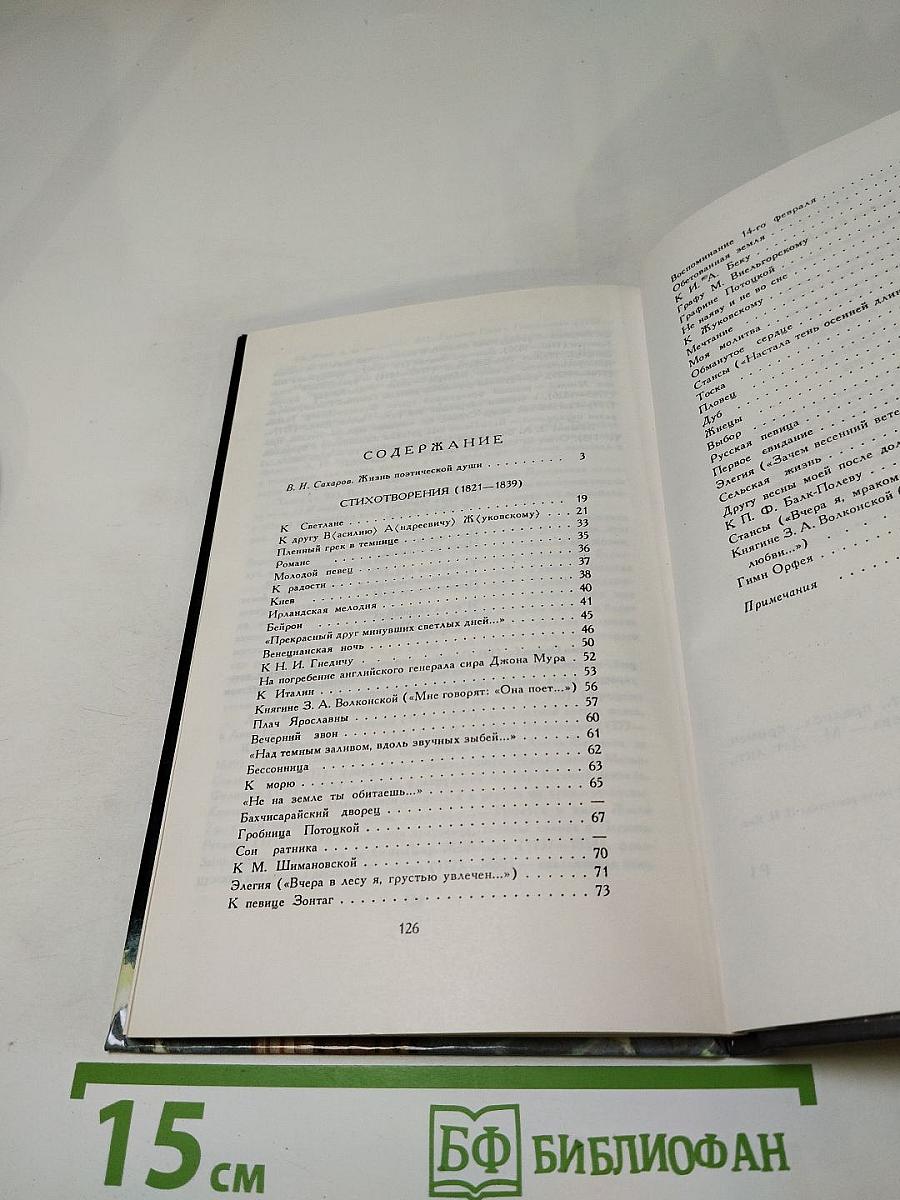 СОДЕРЖАНИЕ
В. И. Сахаров. Жизнь поэтической души . . . . . . . . . 3
СТИХОТВОРЕНИЯ (1821—1839)
К Светлане . . . . . . . . . . . . . . . . . 19
К другу В⟨асилию⟩ А⟨ндреевичу⟩ Ж⟨уковскому⟩ . . . . 21
Пленный грек в темнице . . . . . . . . . . . . 33
Романс . . . . . . . . . . . . . . . . . . . 35
Молодой певец . . . . . . . . . . . . . . . . 36
К радости . . . . . . . . . . . . . . . . . . 37
Киев . . . . . . . . . . . . . . . . . . . . 38
Ирландская мелодия . . . . . . . . . . . . . . 40
Бейрон . . . . . . . . . . . . . . . . . . . 41
«Прекрасный друг минувших светлых дней...» . . . . . 45
Венецианская ночь . . . . . . . . . . . . . . 46
К Н. И. Гнедичу . . . . . . . . . . . . . . . 50
На погребение английского генерала сира Джона Мура . 52
К Италии . . . . . . . . . . . . . . . . . . 53
Княгине З. А. Волконской («Мне говорят: «Она поет...») 56
Плач Ярославны . . . . . . . . . . . . . . . . 57
Вечерний звон . . . . . . . . . . . . . . . . 60
«Над темным заливом, вдоль звучных зыбей...» . . . . . 61
Бессонница . . . . . . . . . . . . . . . . . 62
К морю . . . . . . . . . . . . . . . . . . . 63
«Не на земле ты обитаешь...» . . . . . . . . . . 65
Бахчисарайский дворец . . . . . . . . . . . . . —
Гробница Потоцкой . . . . . . . . . . . . . . 67
Сон ратника . . . . . . . . . . . . . . . . . —
К М. Шимановской . . . . . . . . . . . . . . 70
Элегия («Вчера в лесу я, грустью увлечен...») . . . . . . 71
К певице Зонтаг . . . . . . . . . . . . . . . 73
126
Воспоминание 14-го февраля
Обетованная земля
К И. А. Беку
Графу М. Виельгорскому
Графине Потоцкой
Не наяву и не во сне
К Жуковскому
Мечтание
Моя молитва
Обманутое сердце
Стансы («Настала тень осенней
Тоска
Пловец
Дуб
Жнецы
Выбор
Русская певица
Первое свидание
Элегия («Зачем весенний
Сельская жизнь
Другу весны моей после
К П. Ф. Балк-Полеву
Стансы («Вчера я, мраком
Княгине З. А. Волконской (
любви...»)
Гимн Орфея
Примечания
15 см
БФ БИБЛИОФАН